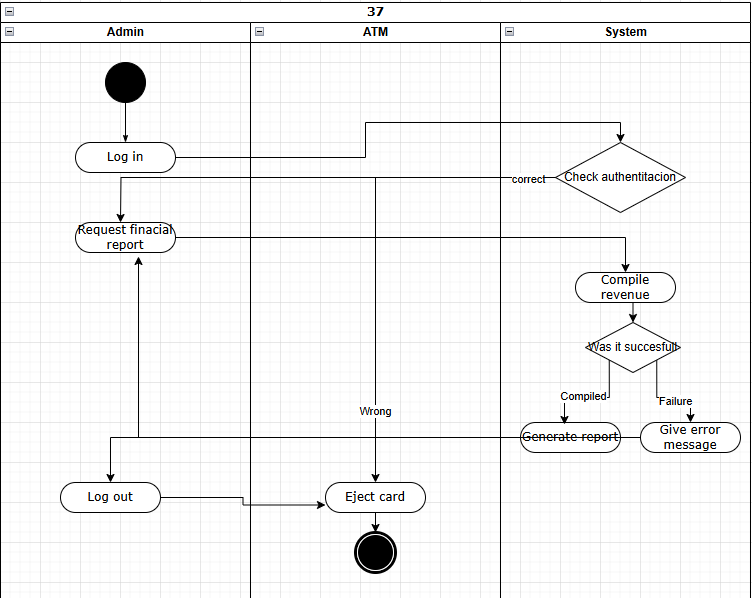 37
Admin
ATM
System
Log in
Check authentitacion
correct
Request finacial
report
Compile
revenue
Was it succesfull
Compiled
Failure
Wrong
Generate report
Give error
message
Log out
Eject card